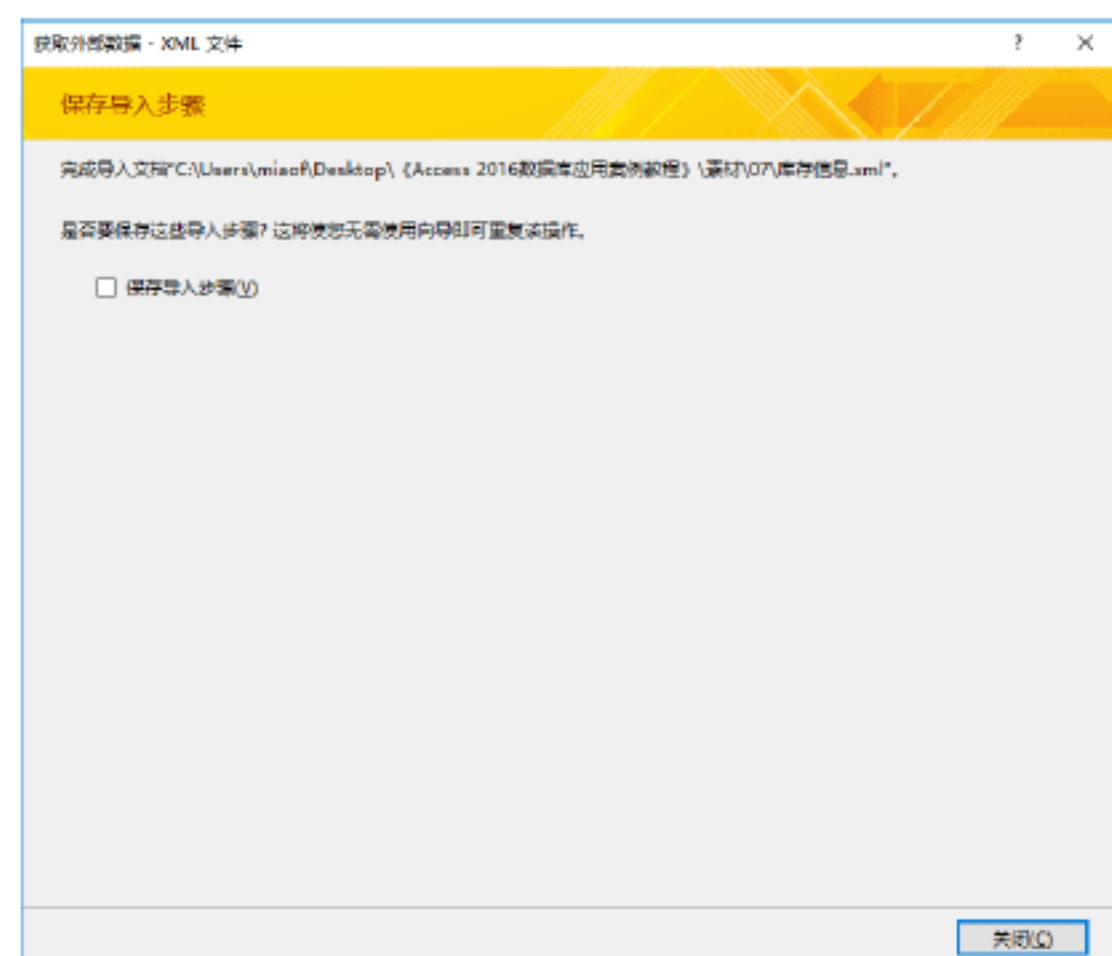 获取外部数据 - XML 文件
? ×
保存导入步骤
完成导入文档"C:\Users\miaof\Desktop\《Access 2016数据库应用案例教程》\素材\07\库存信息.xml"。
是否要保存这些导入步骤? 这将使您无需使用向导即可重复该操作。
保存导入步骤(V)
关闭(C)